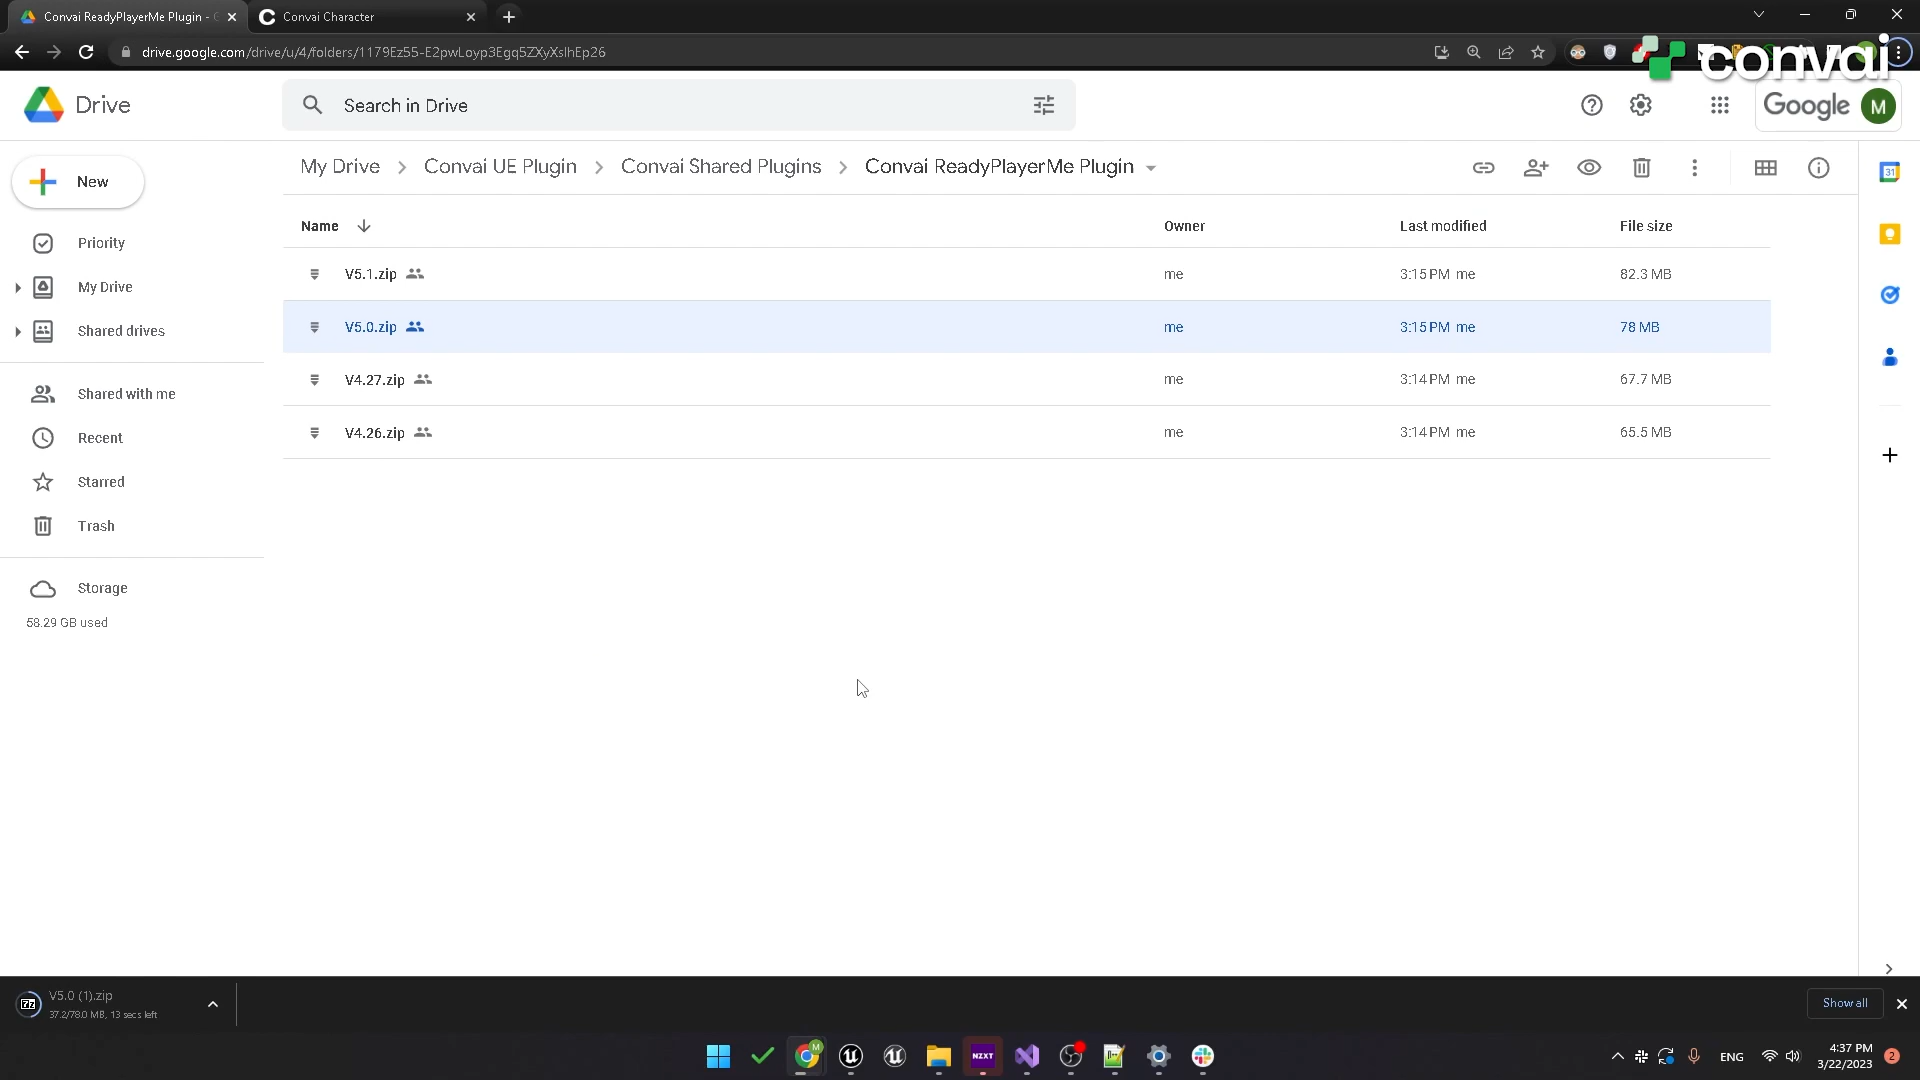 Convai ReadyPlayerMe Plugin - G
Convai Character
drive.google.com/drive/u/4/folders/1179Ez55-E2pwLoyp3Egq5ZXyXslhEp26
convai
Drive
Search in Drive
Google
M
New
My Drive
Convai UE Plugin
Convai Shared Plugins
Convai ReadyPlayerMe Plugin
31
Name
Owner
Last modified
File size
Priority
V5.1.zip
me
3:15 PM me
82.3 MB
My Drive
V5.0.zip
me
3:15 PM me
78 MB
Shared drives
V4.27.zip
me
3:14 PM me
67.7 MB
Shared with me
V4.26.zip
me
3:14 PM me
65.5 MB
Recent
Starred
Trash
Storage
58.29 GB used
7z
V5.0 (1).zip
37.2/78.0 MB, 13 secs left
Show all
M
NZXT
ENG
4:37 PM
3/22/2023
2